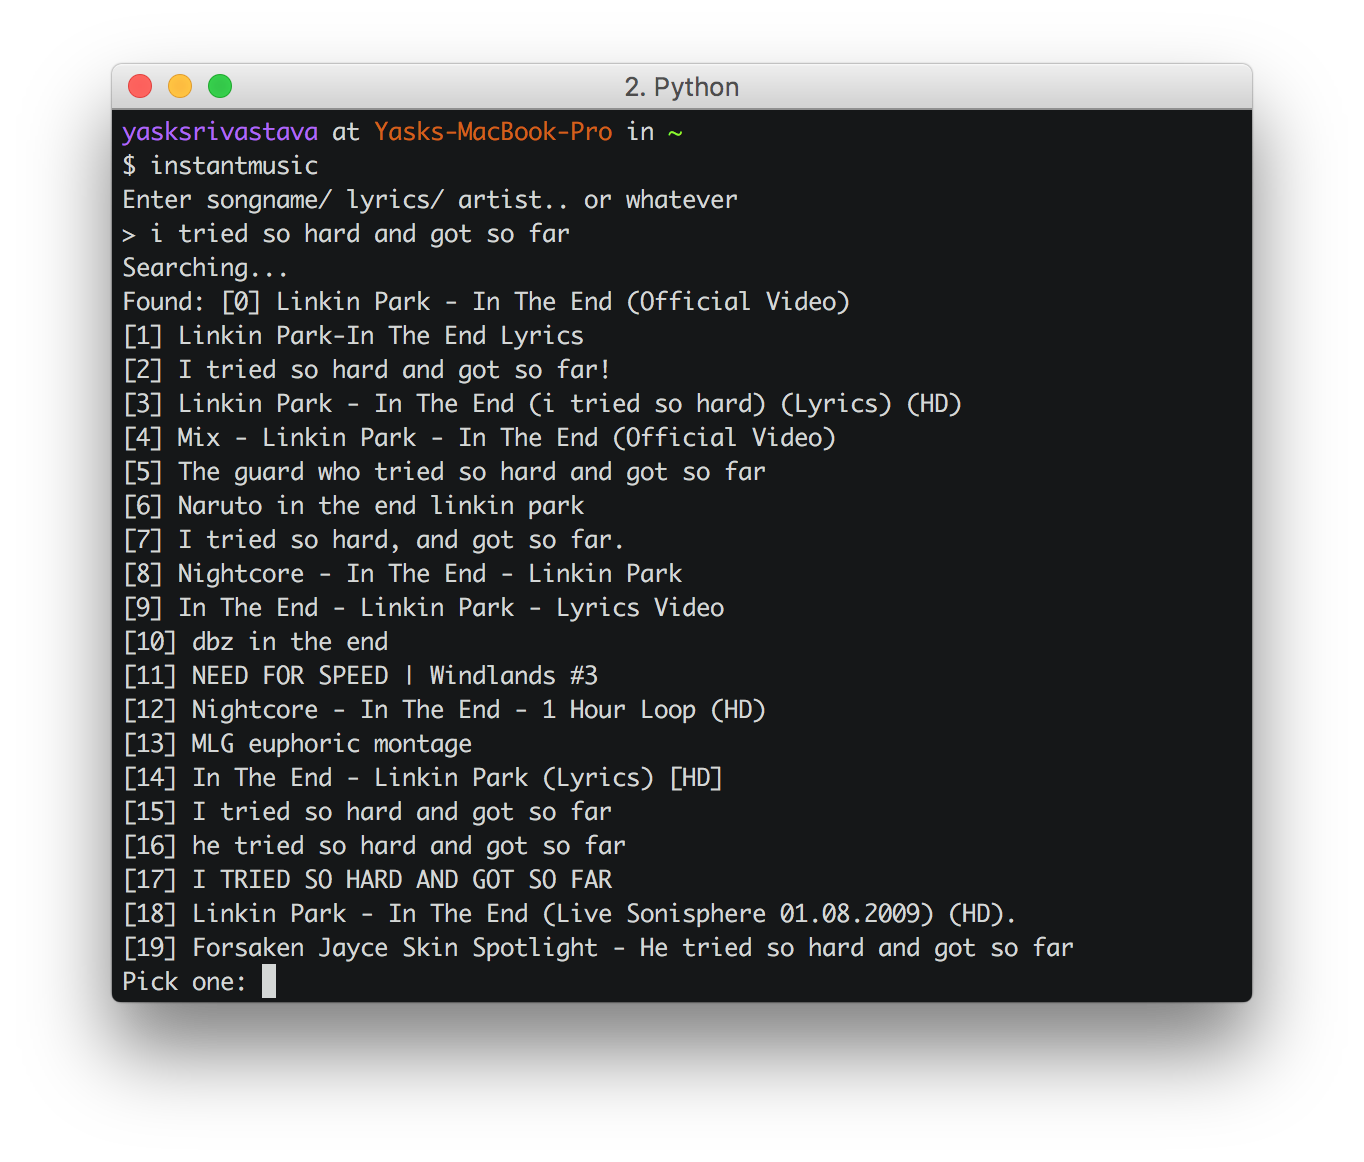 2. Python
yasksrivastava at Yasks-MacBook-Pro in ~
$ instantmusic
Enter songname/ lyrics/ artist.. or whatever
> i tried so hard and got so far
Searching...
Found: [0] Linkin Park - In The End (Official Video)
[1] Linkin Park-In The End Lyrics
[2] I tried so hard and got so far!
[3] Linkin Park - In The End (i tried so hard) (Lyrics) (HD)
[4] Mix - Linkin Park - In The End (Official Video)
[5] The guard who tried so hard and got so far
[6] Naruto in the end linkin park
[7] I tried so hard, and got so far.
[8] Nightcore - In The End - Linkin Park
[9] In The End - Linkin Park - Lyrics Video
[10] dbz in the end
[11] NEED FOR SPEED | Windlands #3
[12] Nightcore - In The End - 1 Hour Loop (HD)
[13] MLG euphoric montage
[14] In The End - Linkin Park (Lyrics) [HD]
[15] I tried so hard and got so far
[16] he tried so hard and got so far
[17] I TRIED SO HARD AND GOT SO FAR
[18] Linkin Park - In The End (Live Sonisphere 01.08.2009) (HD).
[19] Forsaken Jayce Skin Spotlight - He tried so hard and got so far
Pick one: